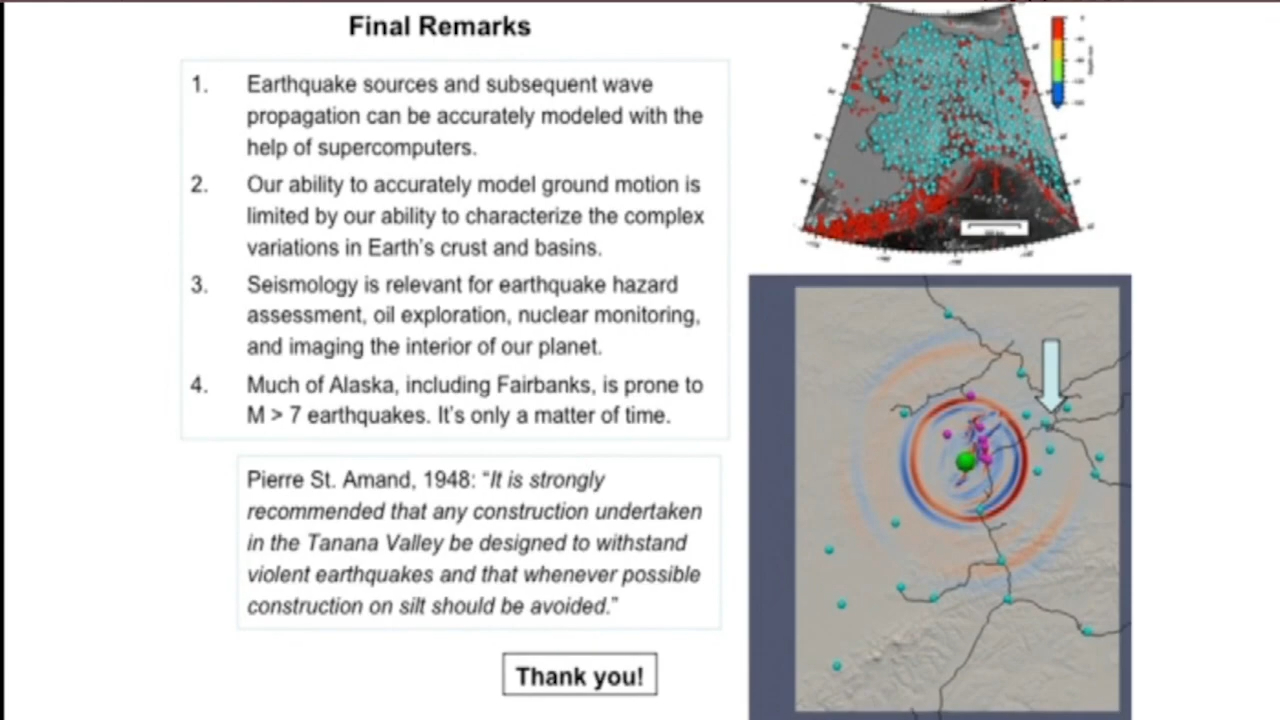 Final Remarks
1. Earthquake sources and subsequent wave
propagation can be accurately modeled with the
help of supercomputers.
2. Our ability to accurately model ground motion is
limited by our ability to characterize the complex
variations in Earth's crust and basins.
3. Seismology is relevant for earthquake hazard
assessment, oil exploration, nuclear monitoring,
and imaging the interior of our planet.
4. Much of Alaska, including Fairbanks, is prone to
M > 7 earthquakes. It's only a matter of time.
Pierre St. Amand, 1948: “It is strongly
recommended that any construction undertaken
in the Tanana Valley be designed to withstand
violent earthquakes and that whenever possible
construction on silt should be avoided.”
Thank you!